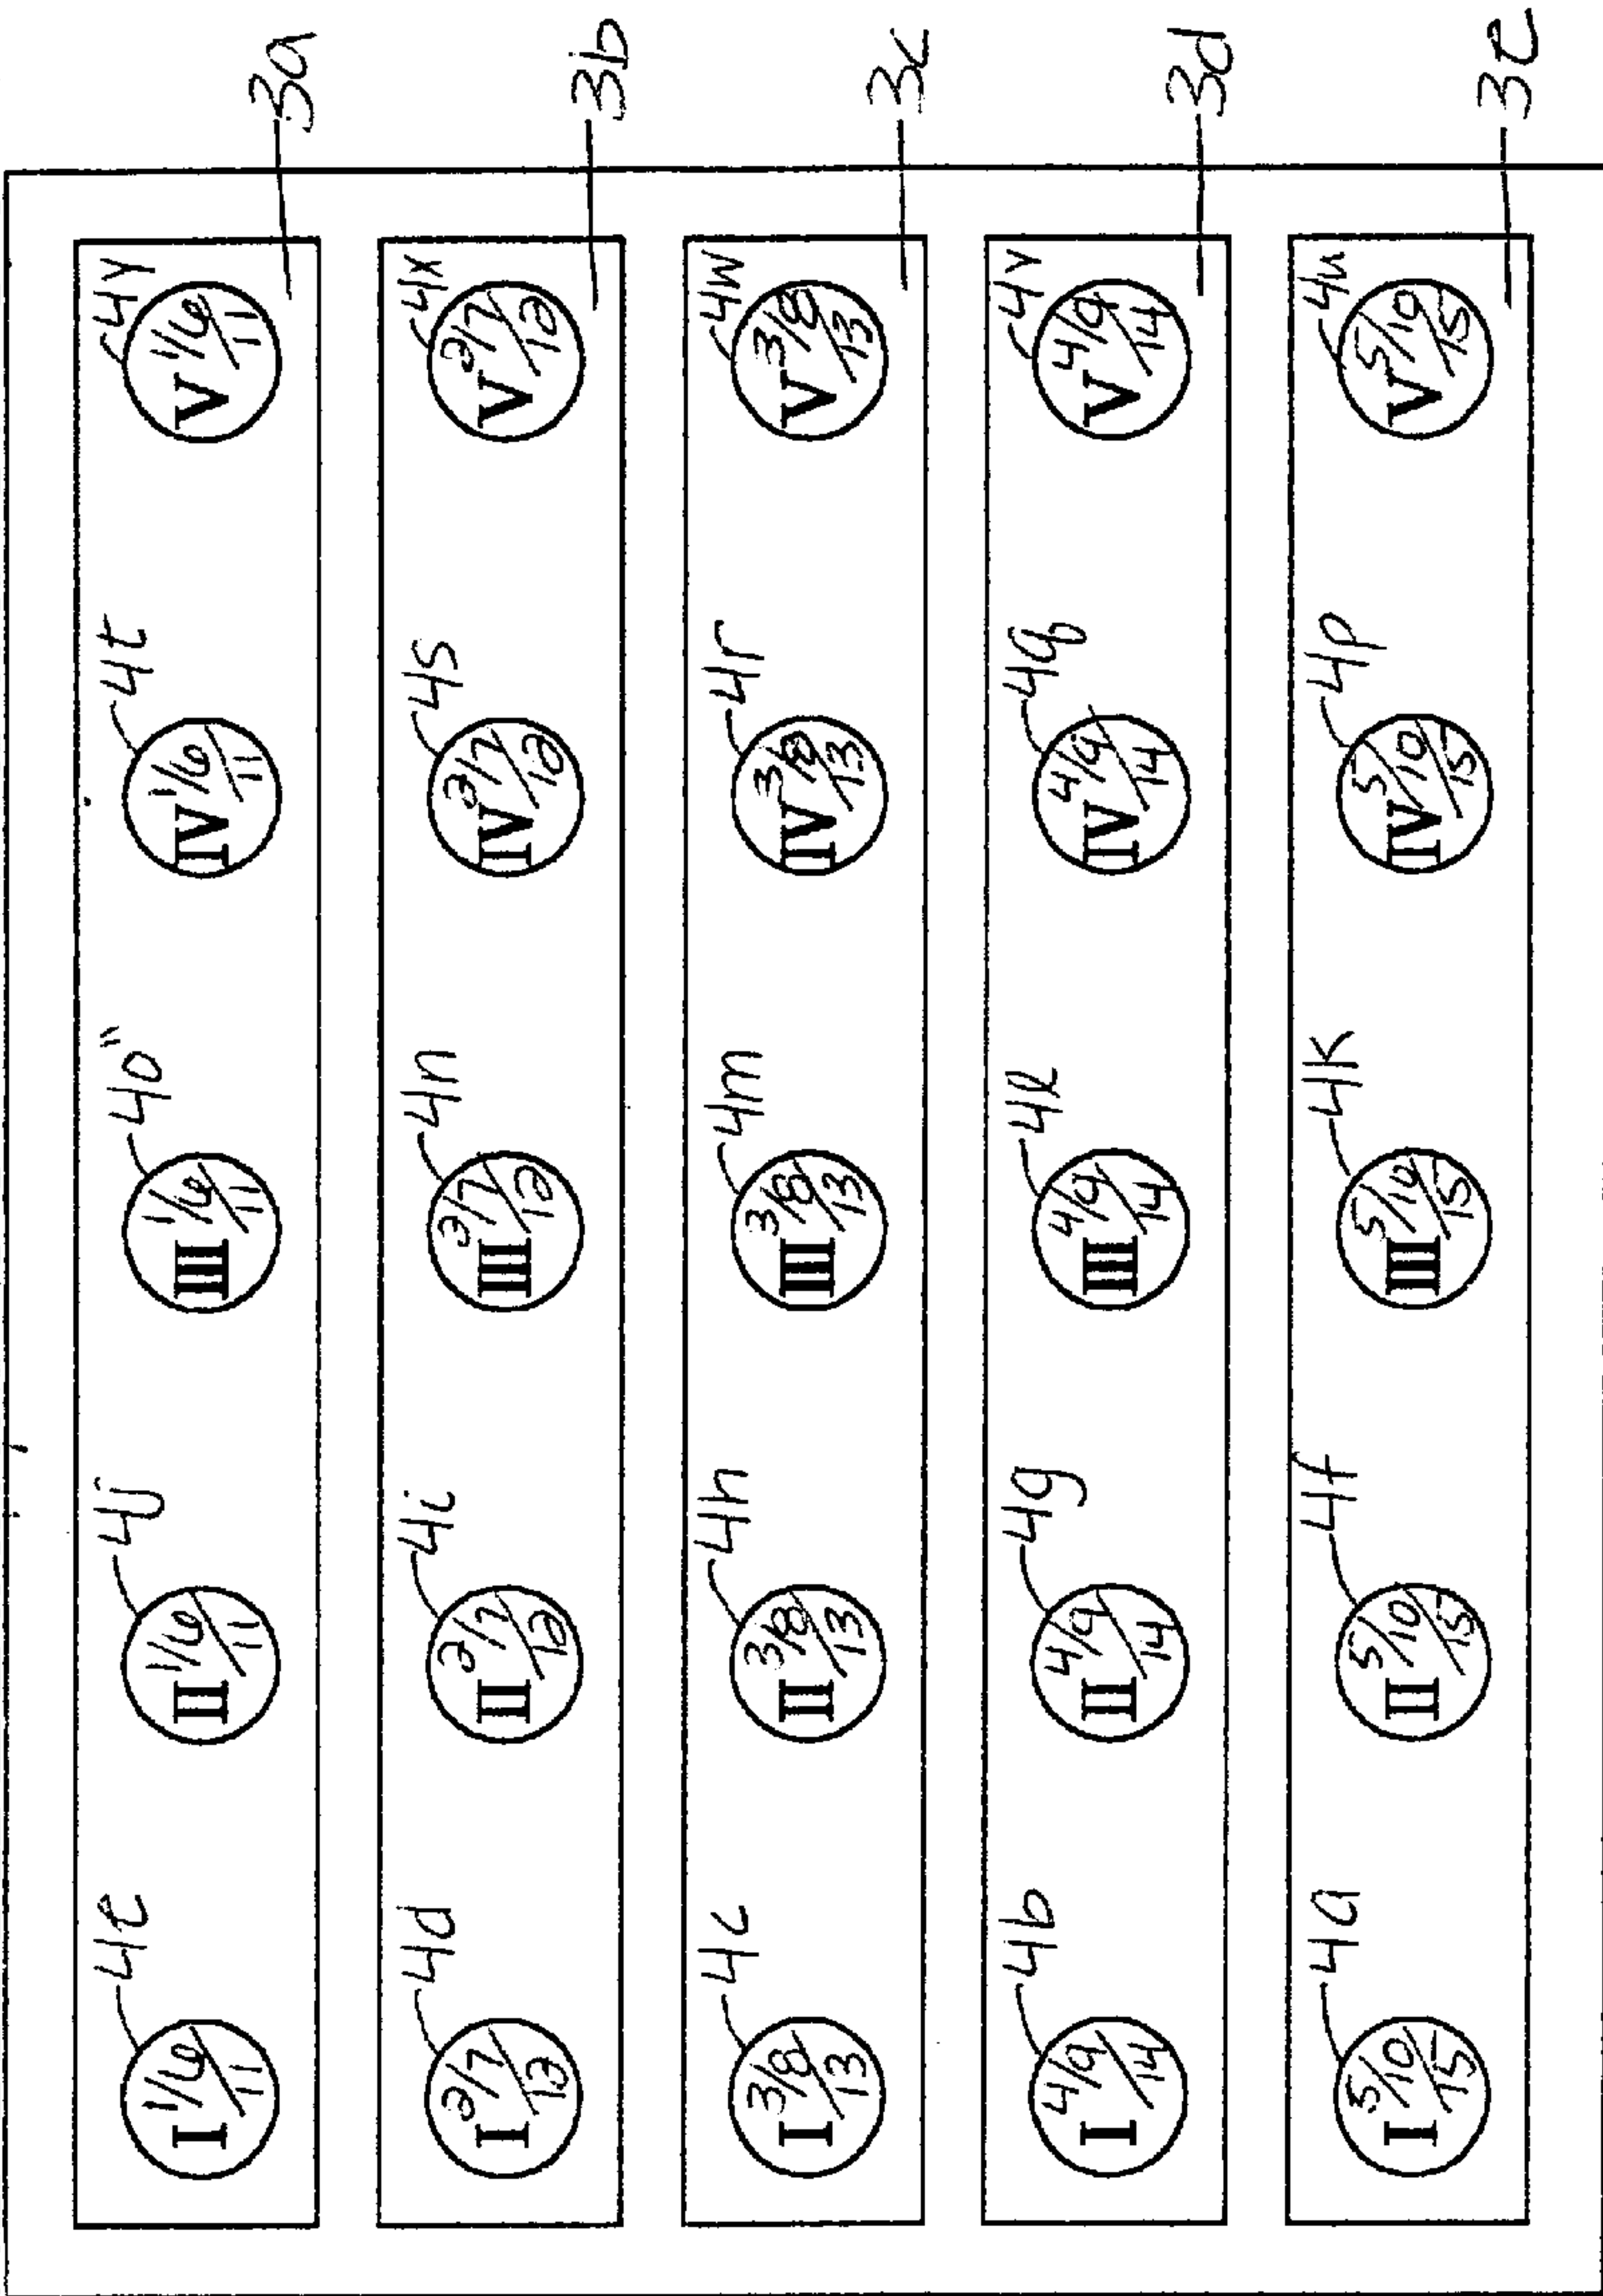 4e 4j 4o" 4t 4y
I 1/6/11 II 1/6/11 III 1/6/11 IV 1/6/11 V 1/6/11
3a
4d 4i 4n 4s 4x
I 2/7/12 II 2/7/12 III 2/7/12 IV 2/7/12 V 2/7/12
3b
4c 4h 4m 4r 4w
I 3/8/13 II 3/8/13 III 3/8/13 IV 3/8/13 V 3/8/13
3c
4b 4g 4l 4q 4v
I 4/9/14 II 4/9/14 III 4/9/14 IV 4/9/14 V 4/9/14
3d
4a 4f 4k 4p 4u
I 5/10/15 II 5/10/15 III 5/10/15 IV 5/10/15 V 5/10/15
3e